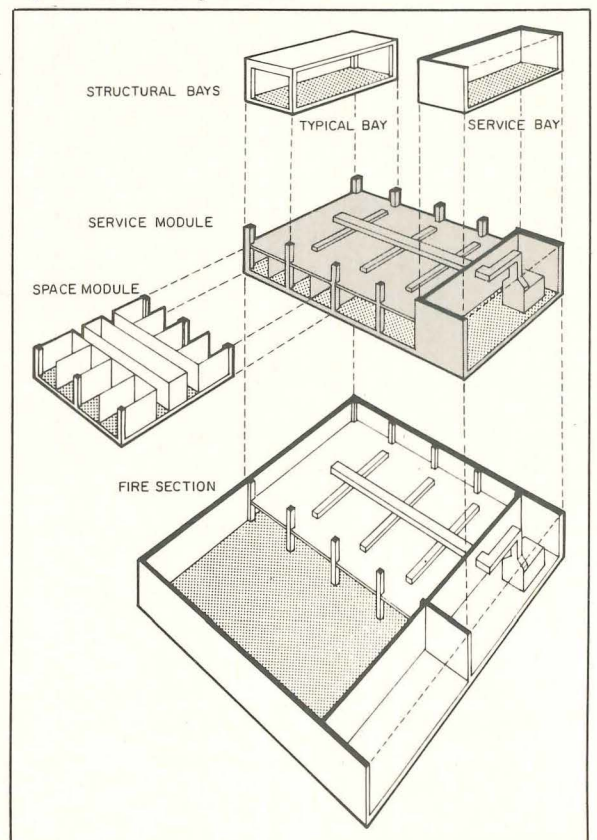 STRUCTURAL BAYS
TYPICAL BAY
SERVICE BAY
SERVICE MODULE
SPACE MODULE
FIRE SECTION